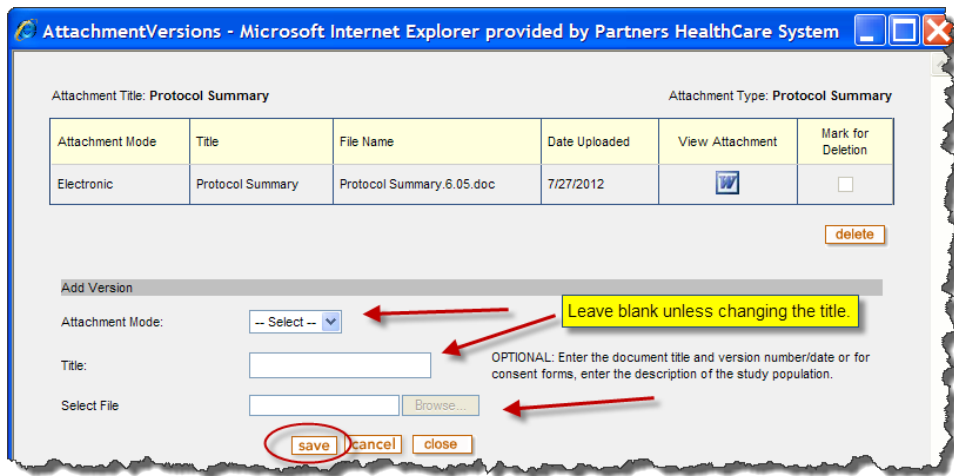 AttachmentVersions - Microsoft Internet Explorer provided by Partners HealthCare System
Attachment Title: Protocol Summary Attachment Type: Protocol Summary
Attachment Mode Title File Name Date Uploaded View Attachment Mark for Deletion
Electronic Protocol Summary Protocol Summary.6.05.doc 7/27/2012 W
delete
Add Version
Attachment Mode: -- Select --
Leave blank unless changing the title.
Title:
OPTIONAL: Enter the document title and version number/date or for
consent forms, enter the description of the study population.
Select File Browse...
save cancel close